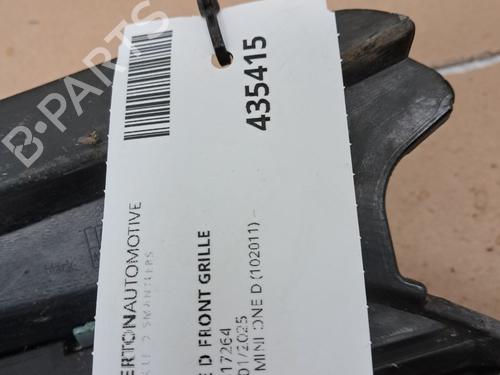 B-PARTS
435415
ERTONAUTOMOTIVE
D FRONT GRILLE
17264
01/2025
MINI ONE D (102011) –